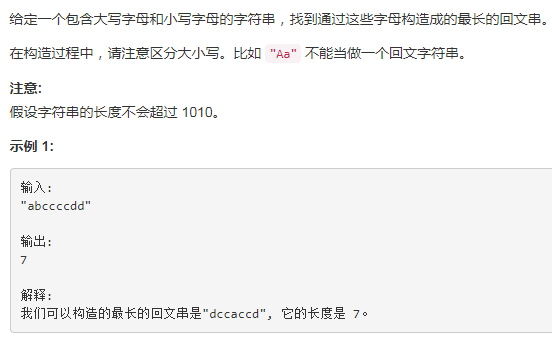 给定一个包含大写字母和小写字母的字符串，找到通过这些字母构造成的最长的回文串。
在构造过程中，请注意区分大小写。比如 "Aa" 不能当做一个回文字符串。
注意:
假设字符串的长度不会超过 1010。
示例 1:
输入:
"abccccdd"
输出:
7
解释:
我们可以构造的最长的回文串是"dccaccd", 它的长度是 7。